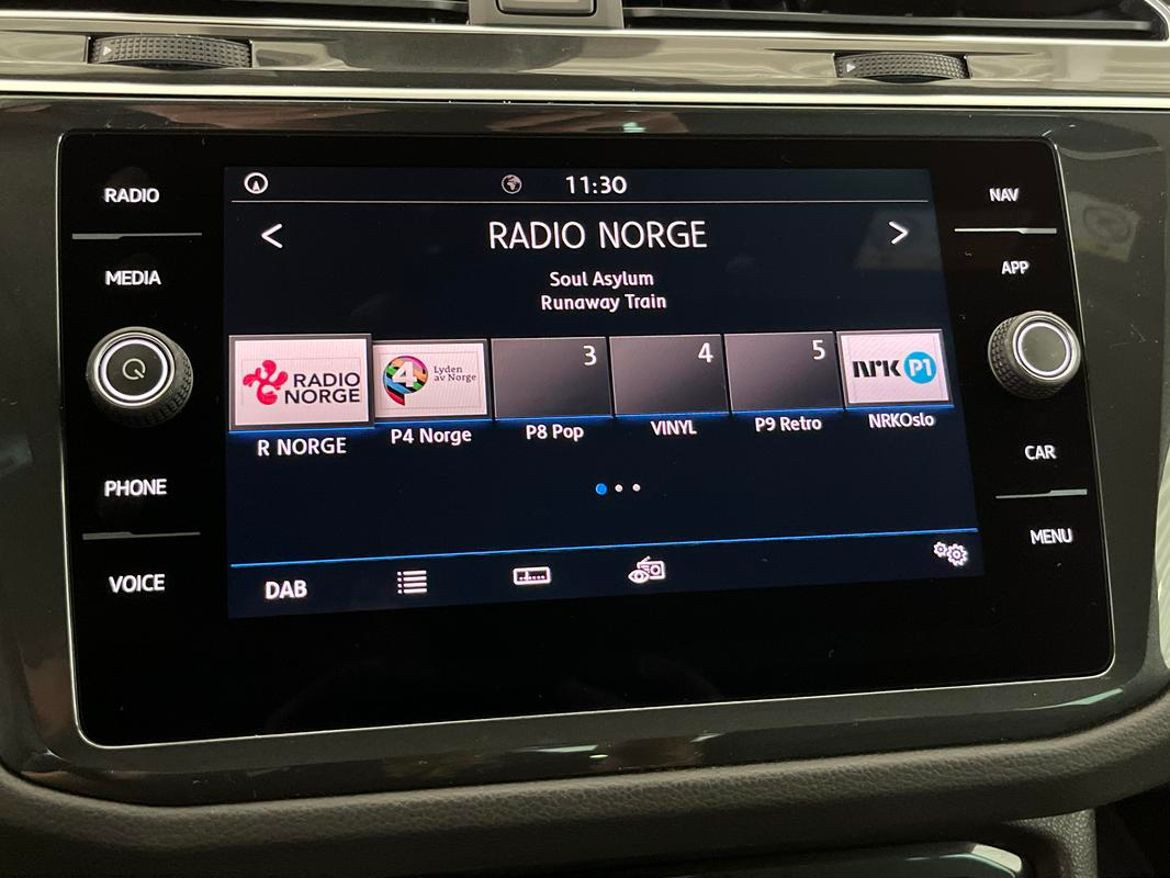 RADIO
MEDIA
PHONE
VOICE
11:30
RADIO NORGE
Soul Asylum
Runaway Train
RADIO
NORGE
R NORGE
4
Lyden
av Norge
P4 Norge
3
P8 Pop
4
VINYL
5
P9 Retro
nrk P1
NRKOslo
DAB
NAV
APP
CAR
MENU